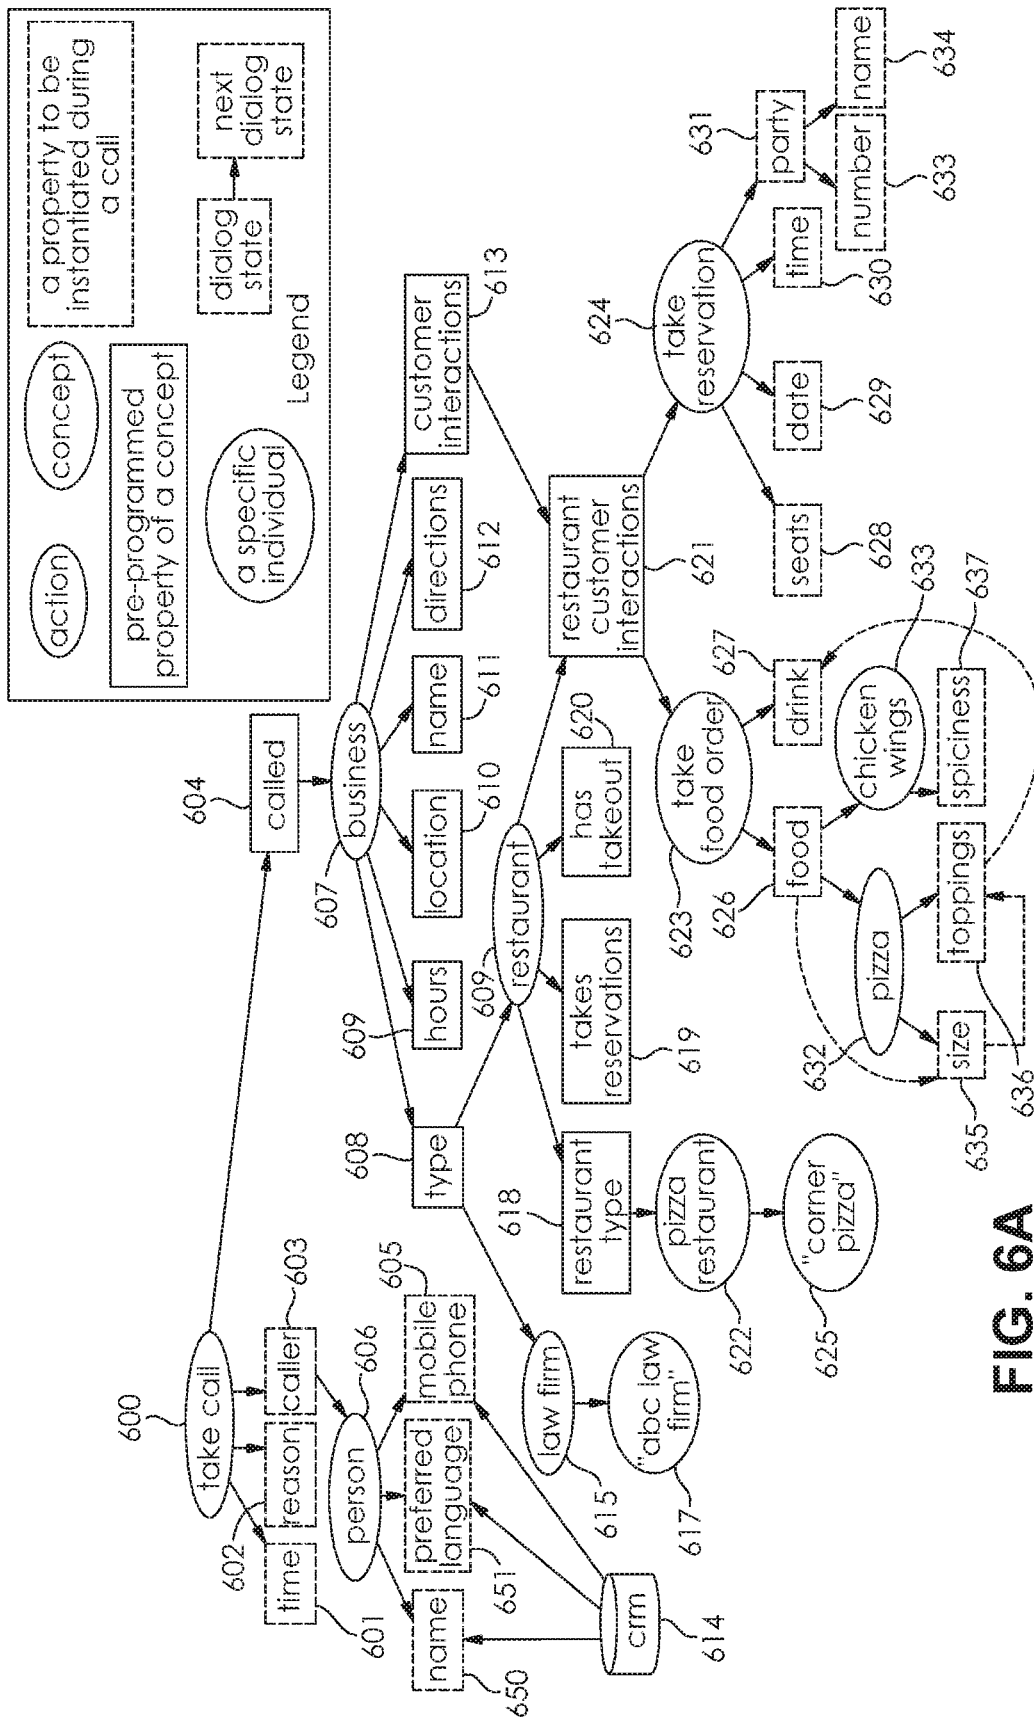 600
take call
time
601
602
reason
caller
603
604
called
person
606
name
650
preferred
language
651
mobile
phone
605
crm
614
607
business
type
608
hours
609
location
610
name
611
directions
612
customer
interactions
613
law firm
615
"abc law
firm"
617
609
restaurant
restaurant
type
618
takes
reservations
619
has
takeout
620
restaurant
customer
interactions
621
pizza
restaurant
622
"corner
pizza"
625
take
food order
623
take
reservation
624
food
626
drink
627
seats
628
date
629
time
630
party
631
number
633
name
634
pizza
632
chicken
wings
633
size
635
toppings
636
spiciness
637
action
concept
a property to be
instantiated during
a call
pre-programmed
property of a concept
a specific
individual
dialog
state
next
dialog
state
Legend
FIG. 6A